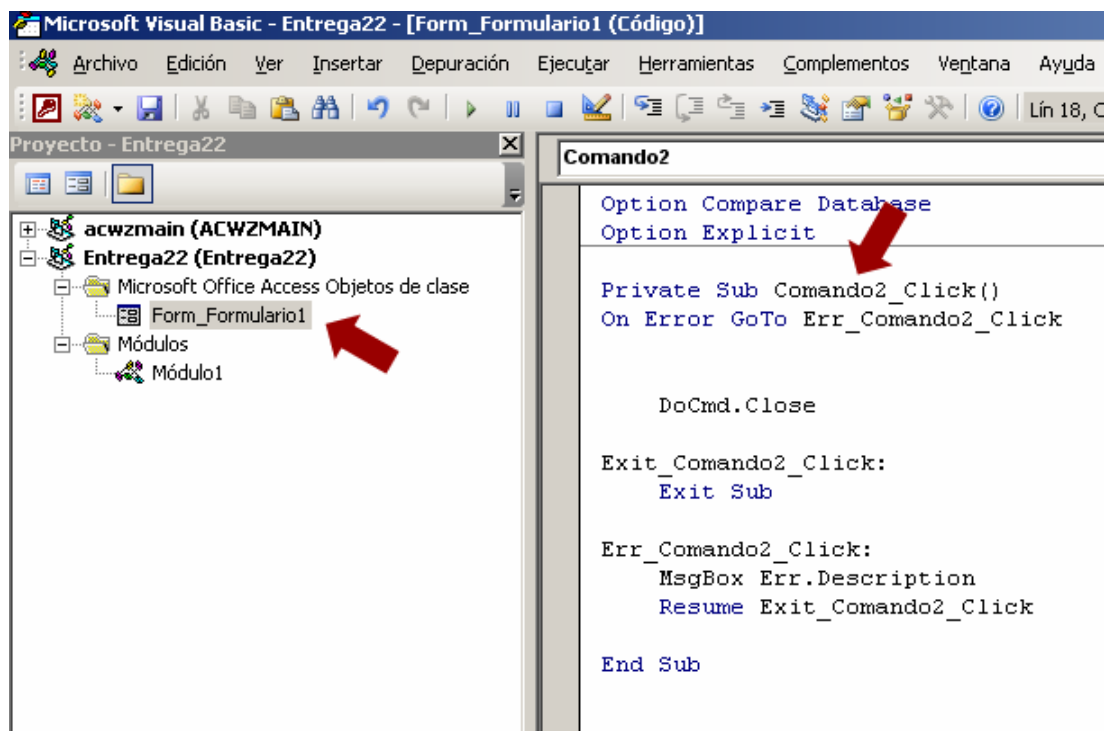 Microsoft Visual Basic - Entrega22 - [Form_Formulario1 (Código)]
Archivo Edición Ver Insertar Depuración Ejecutar Herramientas Complementos Ventana Ayuda
Lín 18, C
Proyecto - Entrega22
acwzmain (ACWZMAIN)
Entrega22 (Entrega22)
Microsoft Office Access Objetos de clase
Form_Formulario1
Módulos
Módulo1
Comando2
Option Compare Database
Option Explicit
Private Sub Comando2_Click()
On Error GoTo Err_Comando2_Click
DoCmd.Close
Exit_Comando2_Click:
Exit Sub
Err_Comando2_Click:
MsgBox Err.Description
Resume Exit_Comando2_Click
End Sub